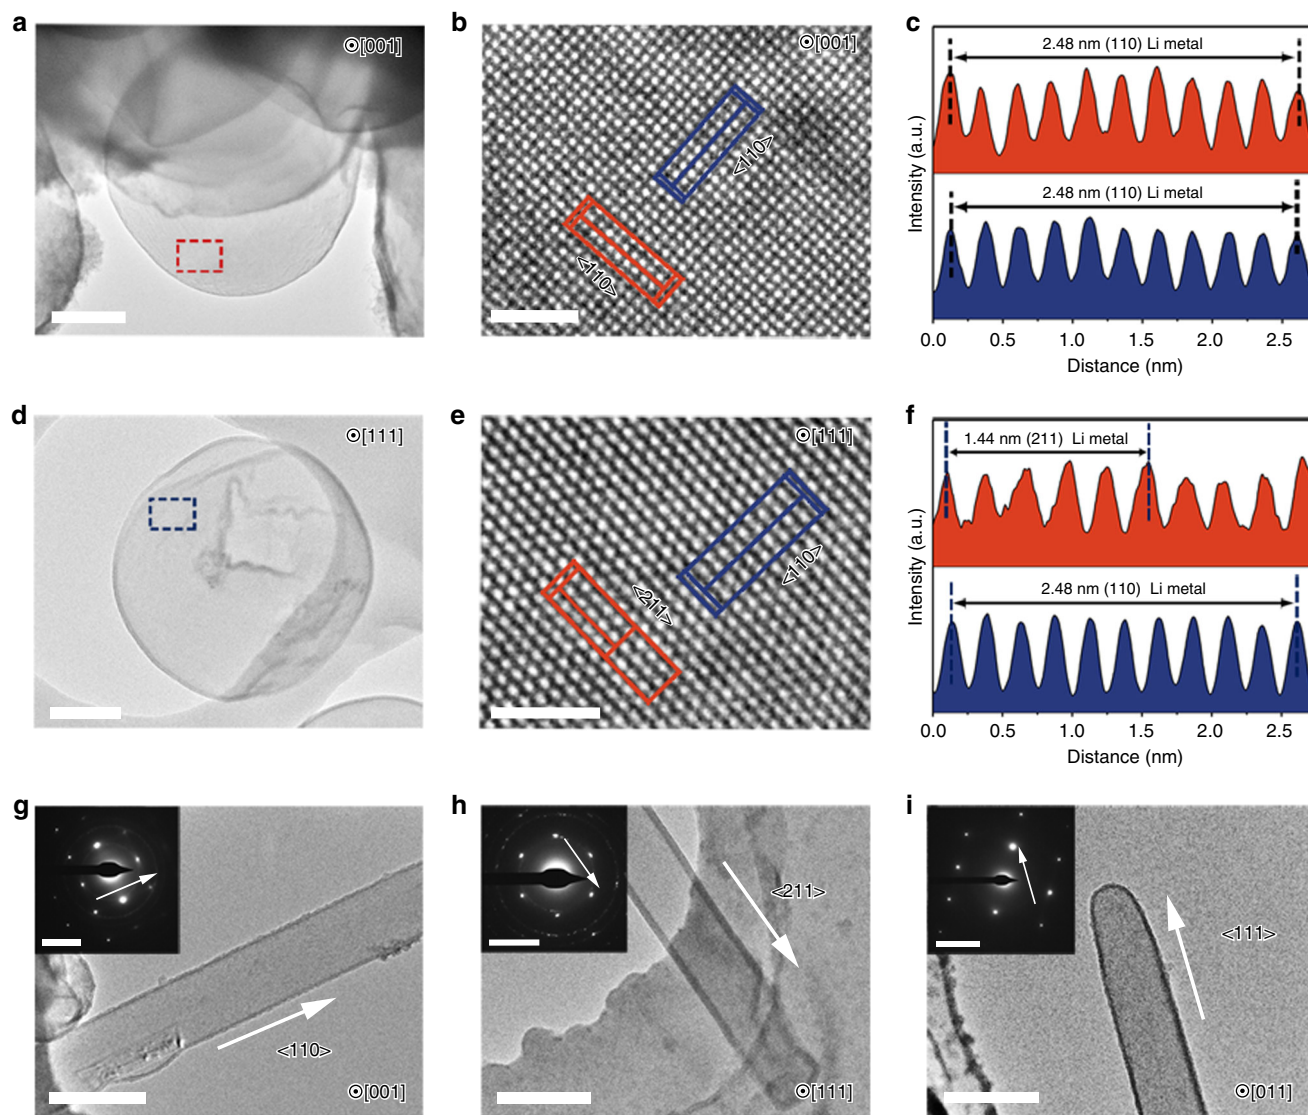 a
⊙[001]
b
⊙[001]
<110>
<110>
c
2.48 nm (110) Li metal
2.48 nm (110) Li metal
Intensity (a.u.)
0.0 0.5 1.0 1.5 2.0 2.5
Distance (nm)
d
⊙[111]
e
⊙[111]
<110>
<211>
f
1.44 nm (211) Li metal
2.48 nm (110) Li metal
Intensity (a.u.)
0.0 0.5 1.0 1.5 2.0 2.5
Distance (nm)
g
<110>
⊙[001]
h
<211>
⊙[111]
i
<111>
⊙[011]